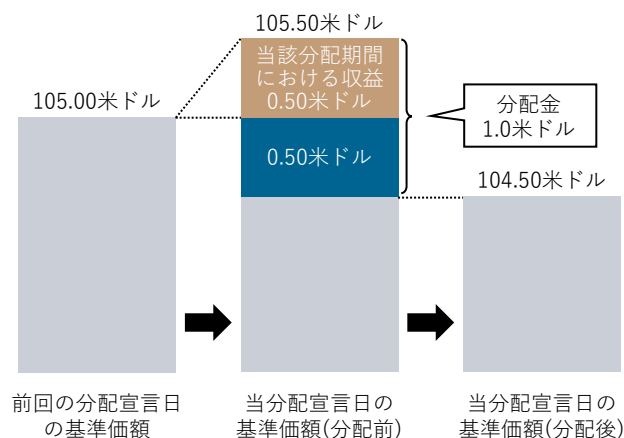 105.50米ドル
当該分配期間
における収益
0.50米ドル
105.00米ドル
分配金
1.0米ドル
0.50米ドル
104.50米ドル
前回の分配宣言日
の基準価額
当分配宣言日の
基準価額(分配前)
当分配宣言日の
基準価額(分配後)